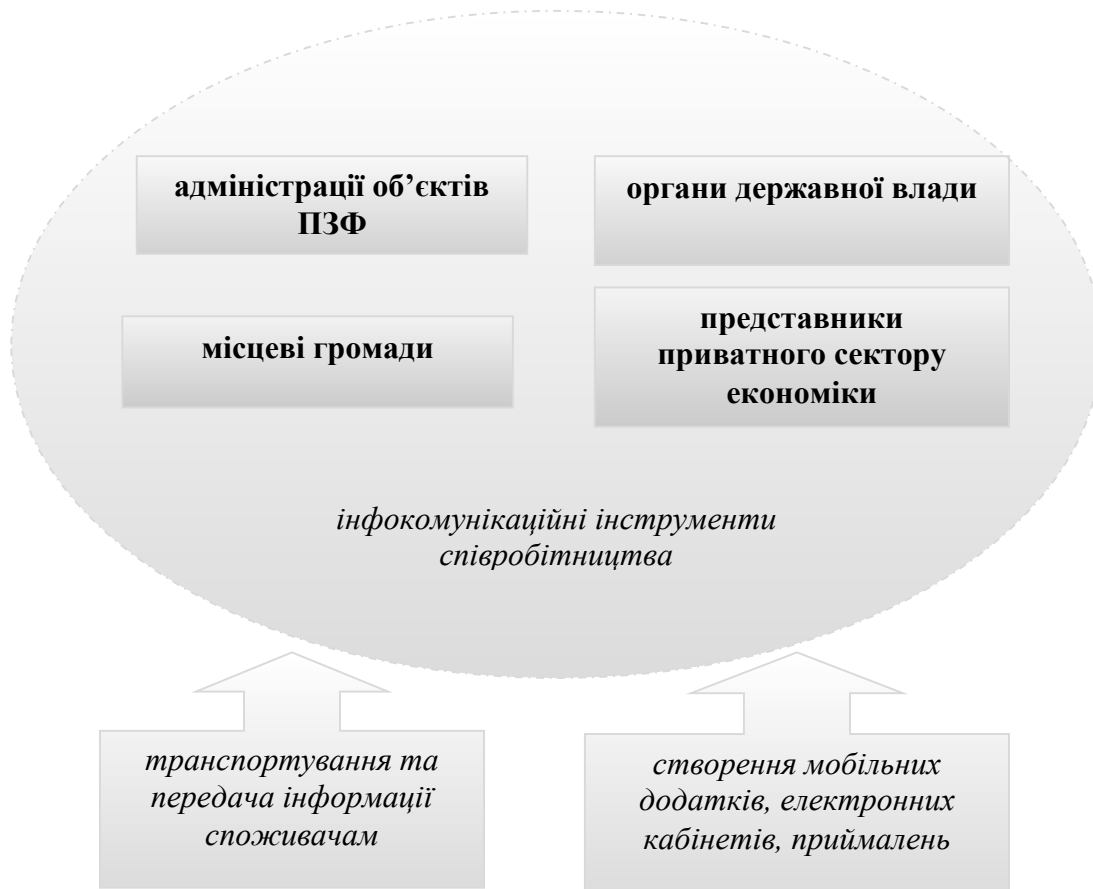 адміністрації об’єктів
ПЗФ
органи державної влади
місцеві громади
представники
приватного сектору
економіки
інфокомунікаційні інструменти
співробітництва
транспортування та
передача інформації
споживачам
створення мобільних
додатків, електронних
кабінетів, приймалень